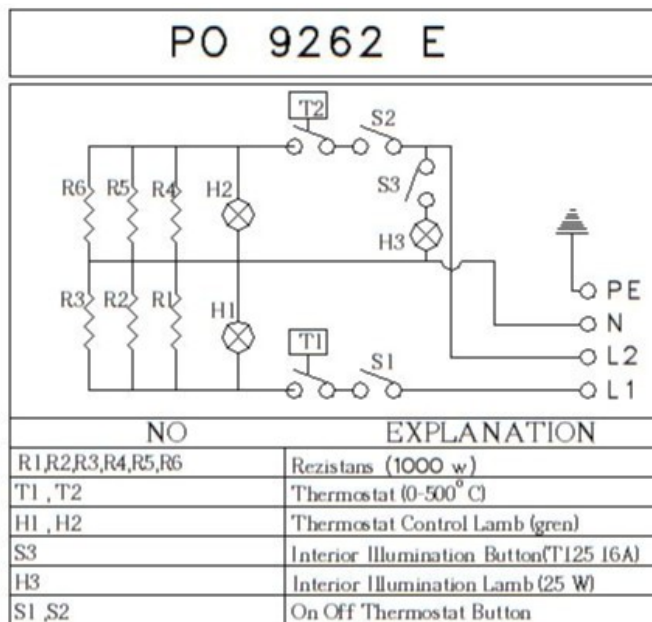 PO 9262 E
T2
S2
R6 R5 R4 H2
S3
H3
R3 R2 R1 H1
PE
N
T1
S1
L2
L1
NO EXPLANATION
R1,R2,R3,R4,R5,R6 Rezistans (1000 w)
T1 , T2 Thermostat (0-500° C)
H1 , H2 Thermostat Control Lamb (gren)
S3 Interior Illumination Button(T125 16A)
H3 Interior Illumination Lamb (25 W)
S1 ,S2 On Off Thermostat Button